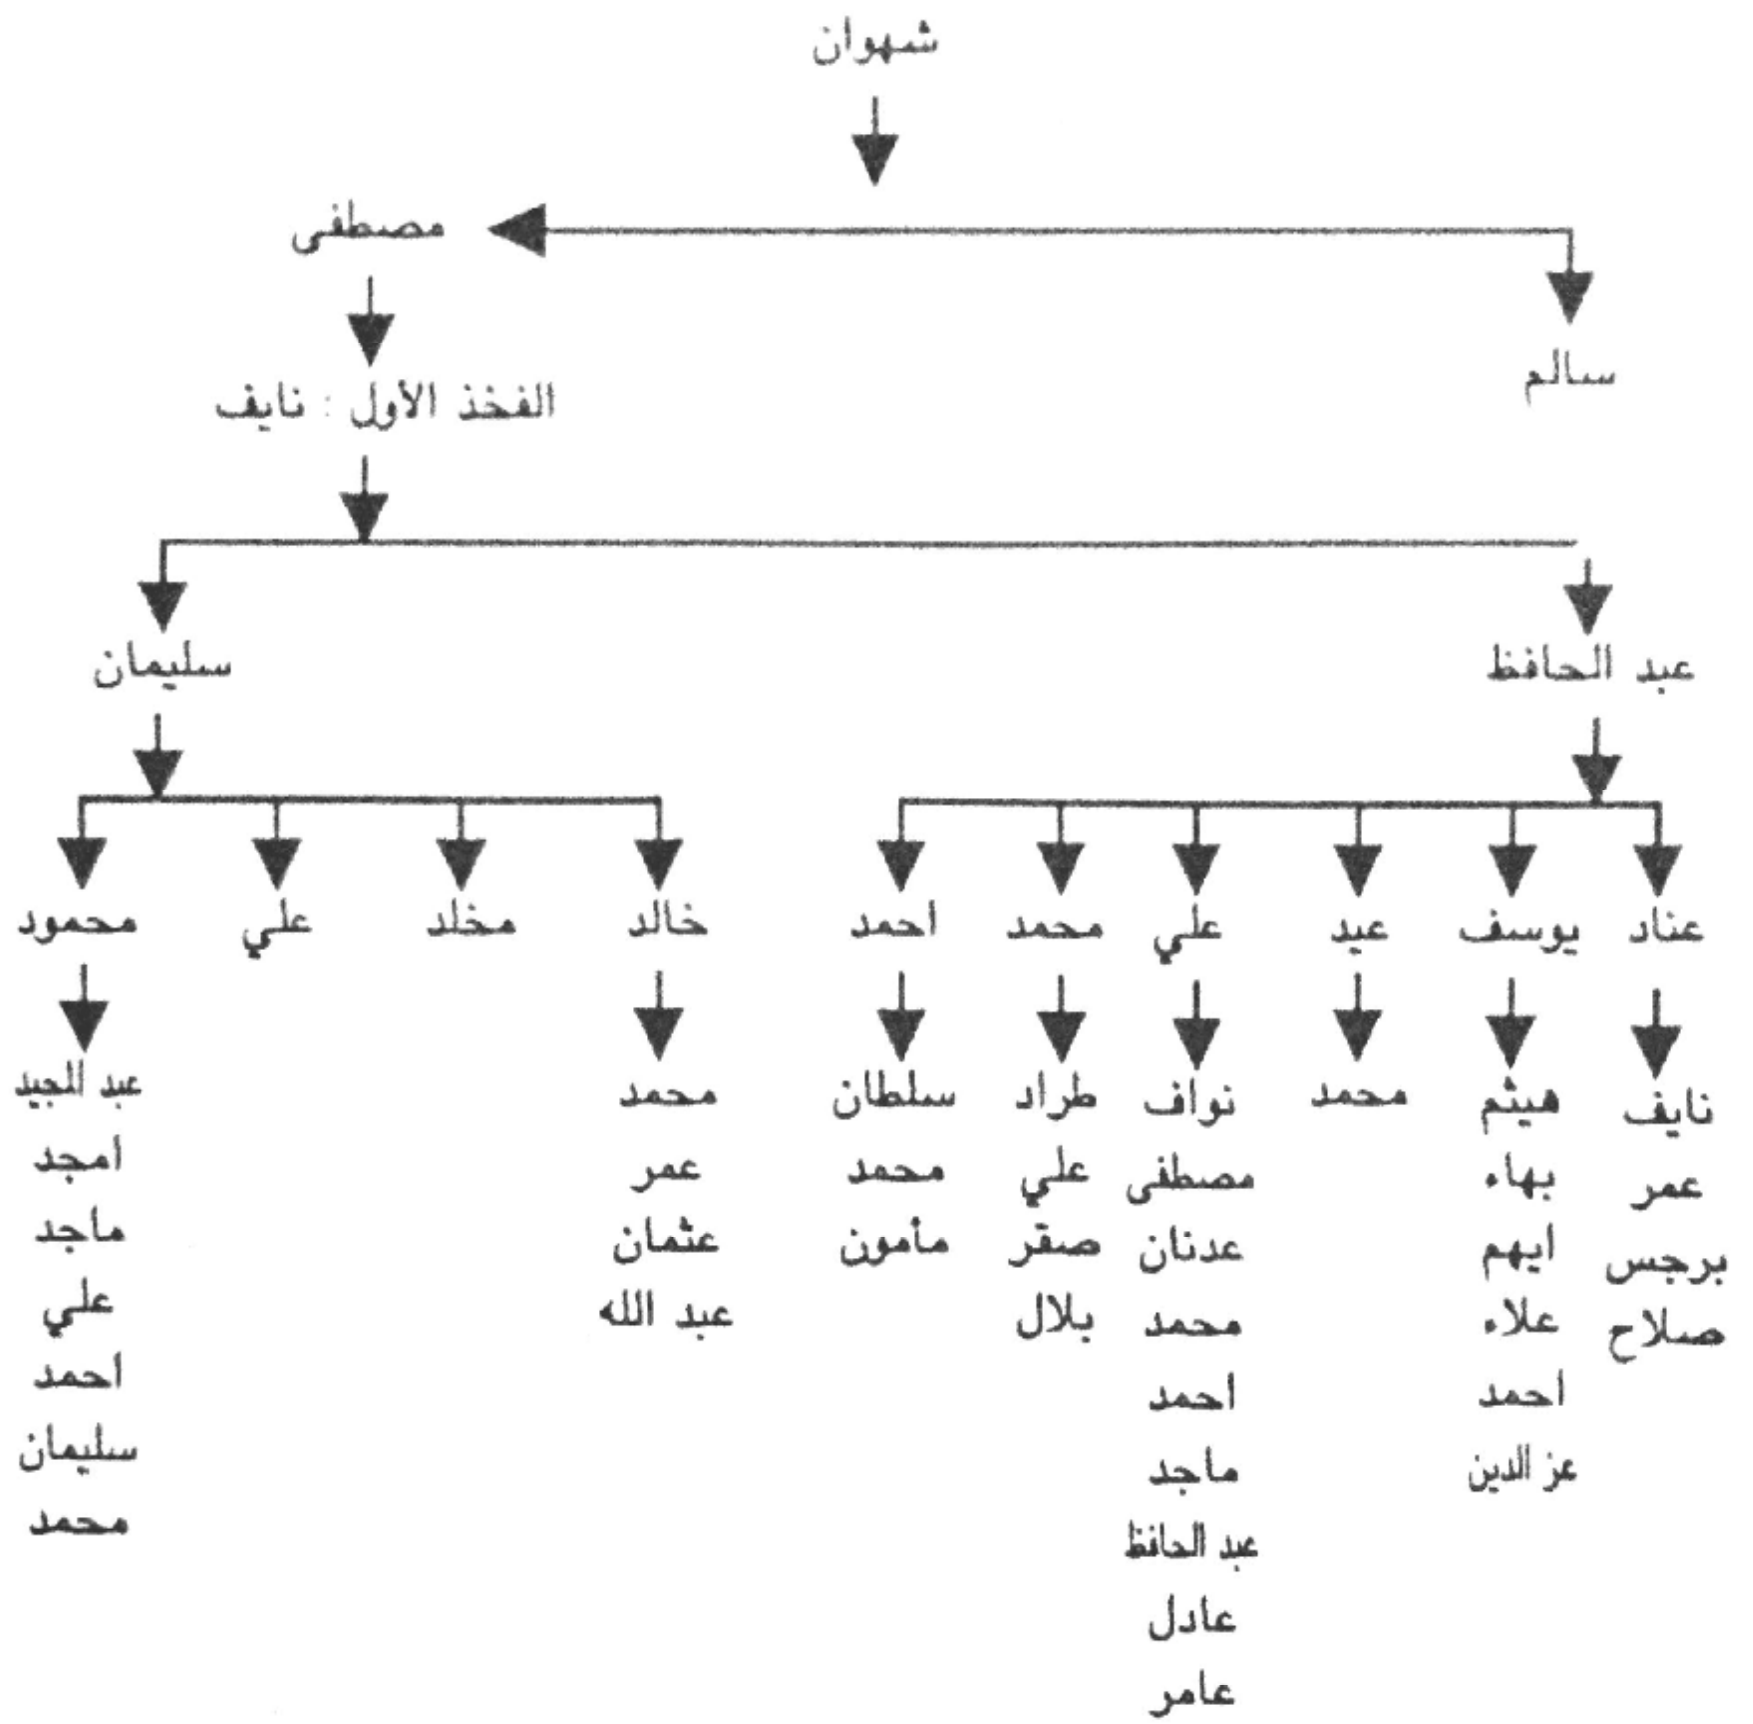 شهوان
مصطفى
سالم
الفخذ الأول : نايف
عبد الحافظ
سليمان
عناد
يوسف
عيد
علي
محمد
احمد
خالد
مخلد
علي
محمود
نايف
عمر
برجس
صلاح
هيثم
بهاء
ايهم
علاء
احمد
عز الدين
محمد
نواف
مصطفى
عدنان
محمد
احمد
ماجد
عبد الحافظ
عادل
عامر
طراد
علي
صقر
بلال
سلطان
محمد
مأمون
محمد
عمر
عثمان
عبد الله
عبد المجيد
امجد
ماجد
علي
احمد
سليمان
محمد